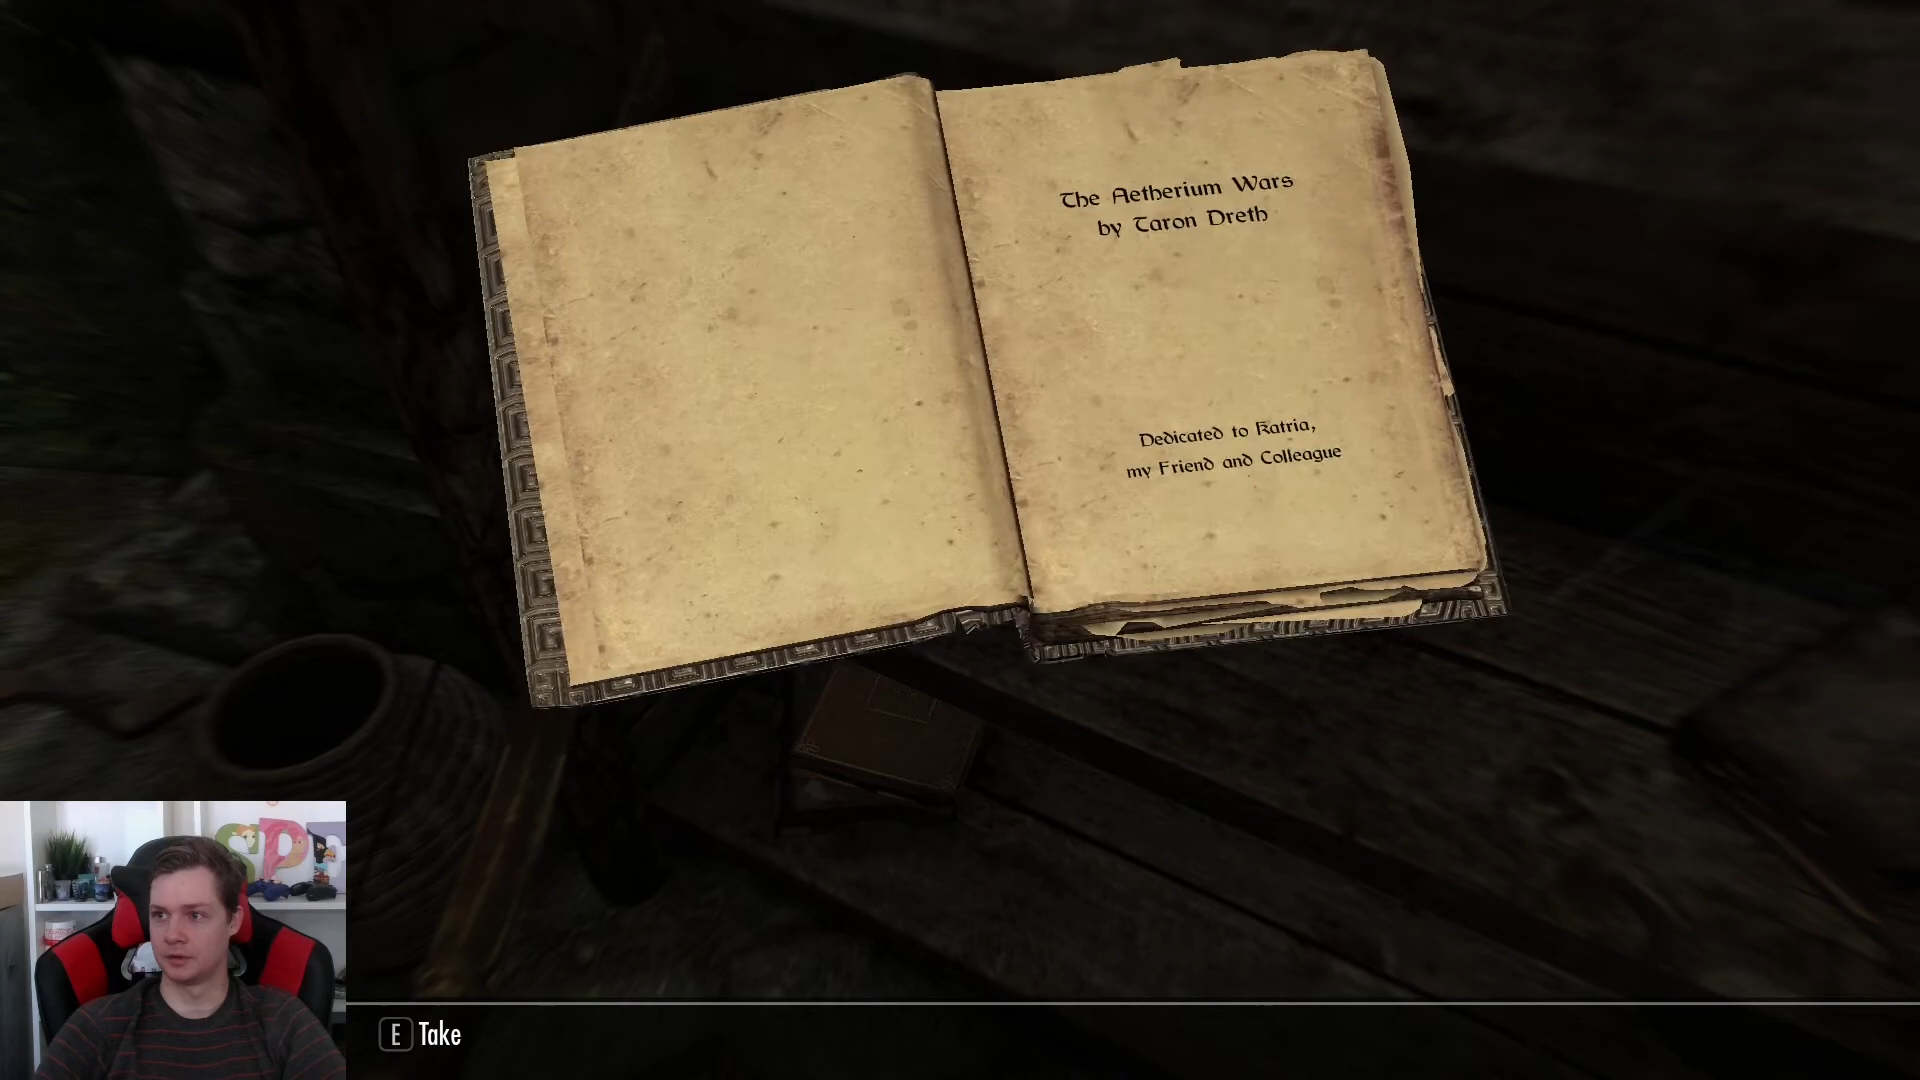 The Aetherium Wars
by Taron Dreth
Dedicated to Katria,
my Friend and Colleague
E Take